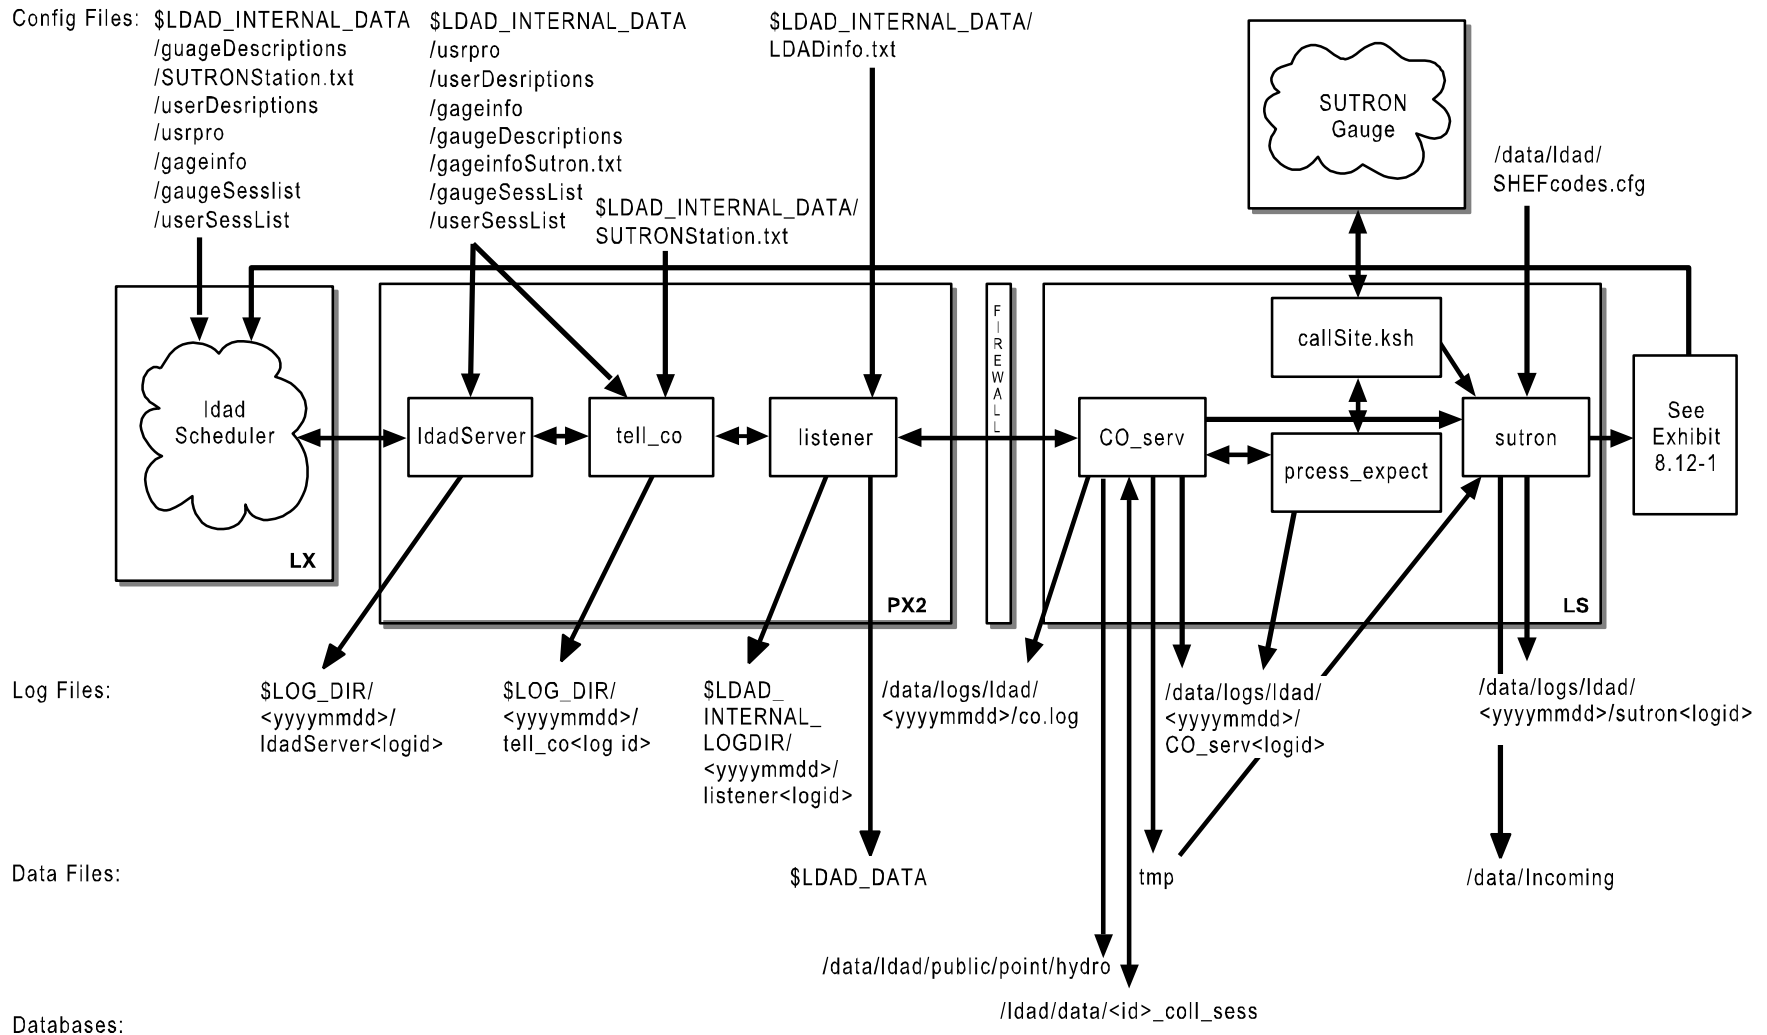 Config Files:
$LDAD_INTERNAL_DATA
/guageDescriptions
/SUTRONStation.txt
/userDesriptions
/usrpro
/gageinfo
/gaugeSesslist
/userSessList
$LDAD_INTERNAL_DATA
/usrpro
/userDesriptions
/gageinfo
/gaugeDescriptions
/gageinfoSutron.txt
/gaugeSessList
/userSessList
$LDAD_INTERNAL_DATA/
SUTRONStation.txt
$LDAD_INTERNAL_DATA/
LDADinfo.txt
SUTRON
Gauge
/data/ldad/
SHEFcodes.cfg
ldad
Scheduler
LX
ldadServer
tell_co
listener
PX2
FIREWALL
callSite.ksh
CO_serv
prcess_expect
sutron
LS
See
Exhibit
8.12-1
Log Files:
$LOG_DIR/
<yyyymmdd>/
ldadServer<logid>
$LOG_DIR/
<yyyymmdd>/
tell_co<log id>
$LDAD_
INTERNAL_
LOGDIR/
<yyyymmdd>/
listener<logid>
/data/logs/ldad/
<yyyymmdd>/co.log
/data/logs/ldad/
<yyyymmdd>/
CO_serv<logid>
/data/logs/ldad/
<yyyymmdd>/sutron<logid>
Data Files:
$LDAD_DATA
tmp
/data/Incoming
/data/ldad/public/point/hydro
/ldad/data/<id>_coll_sess
Databases: